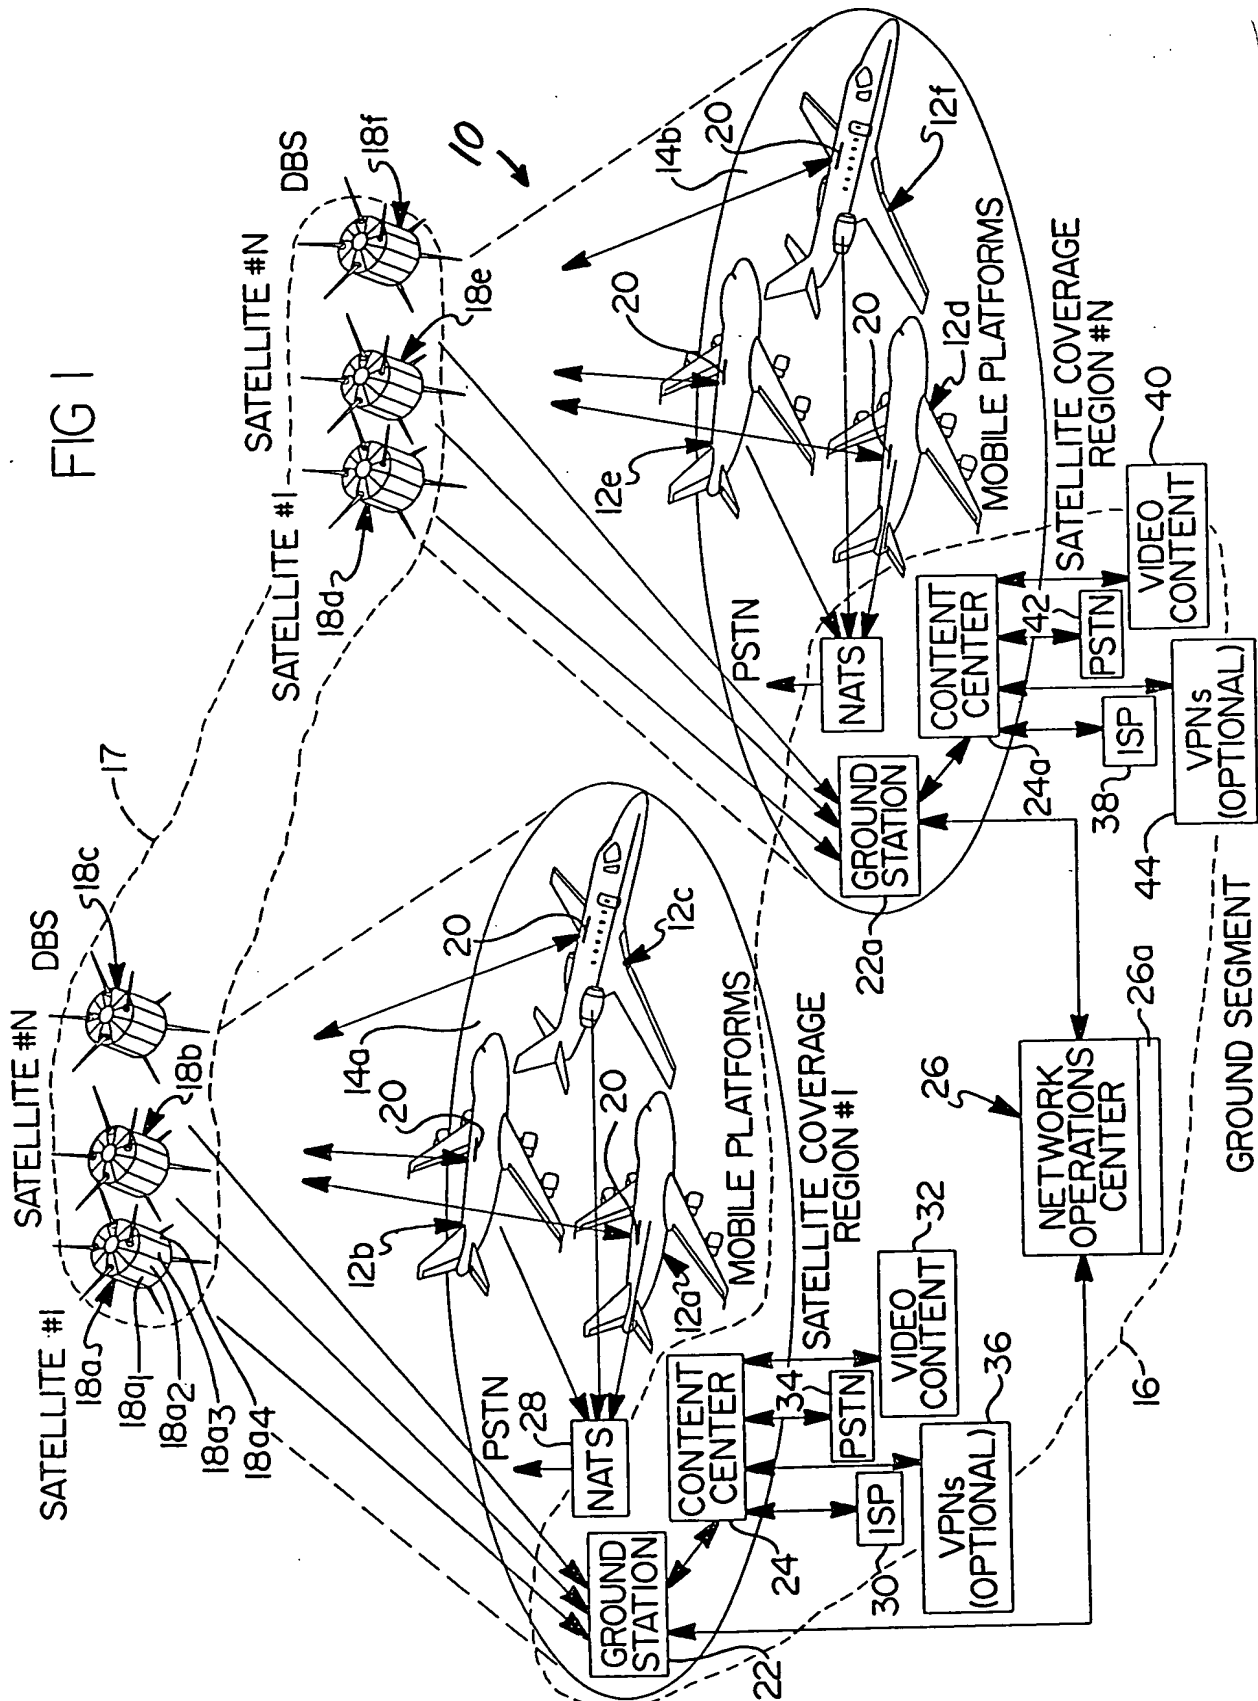 FIG 1
10
17
SATELLITE #1
SATELLITE #N
DBS
18a
18a1
18a2
18a3
18a4
18b
18c
SATELLITE #1
SATELLITE #N
DBS
18d
18e
18f
14a
20
20
20
12b
12a
12c
MOBILE PLATFORMS
SATELLITE COVERAGE
REGION #1
PSTN
28
NATS
GROUND
STATION
22
CONTENT
CENTER
24
34
PSTN
VIDEO
CONTENT
32
ISP
30
VPNs
(OPTIONAL)
36
14b
20
20
20
12e
12d
12f
MOBILE PLATFORMS
SATELLITE COVERAGE
REGION #N
PSTN
NATS
GROUND
STATION
22a
CONTENT
CENTER
24a
42
PSTN
VIDEO
CONTENT
40
ISP
38
VPNs
(OPTIONAL)
44
NETWORK
OPERATIONS
CENTER
26
26a
16
GROUND SEGMENT